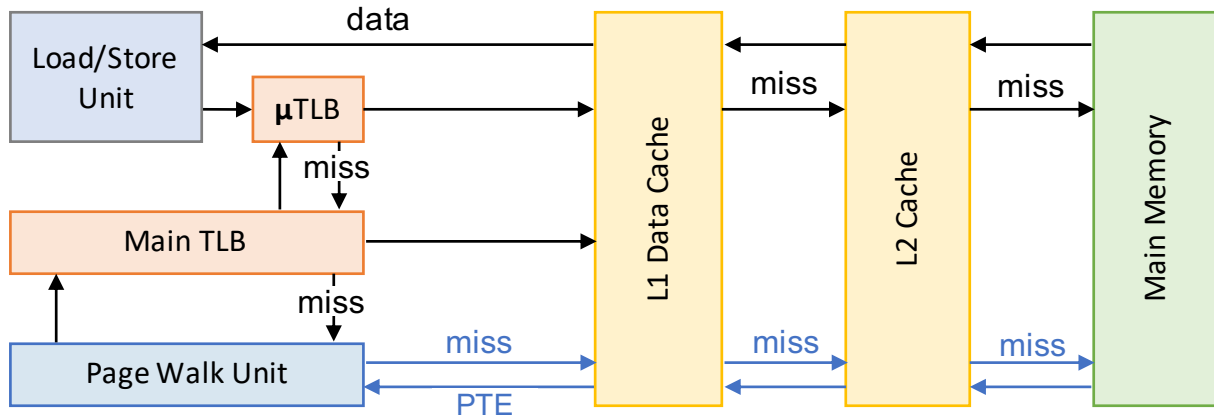 data
Load/Store
Unit
µTLB
miss
miss
miss
Main TLB
miss
Page Walk Unit
miss
miss
miss
PTE
L1 Data Cache
L2 Cache
Main Memory